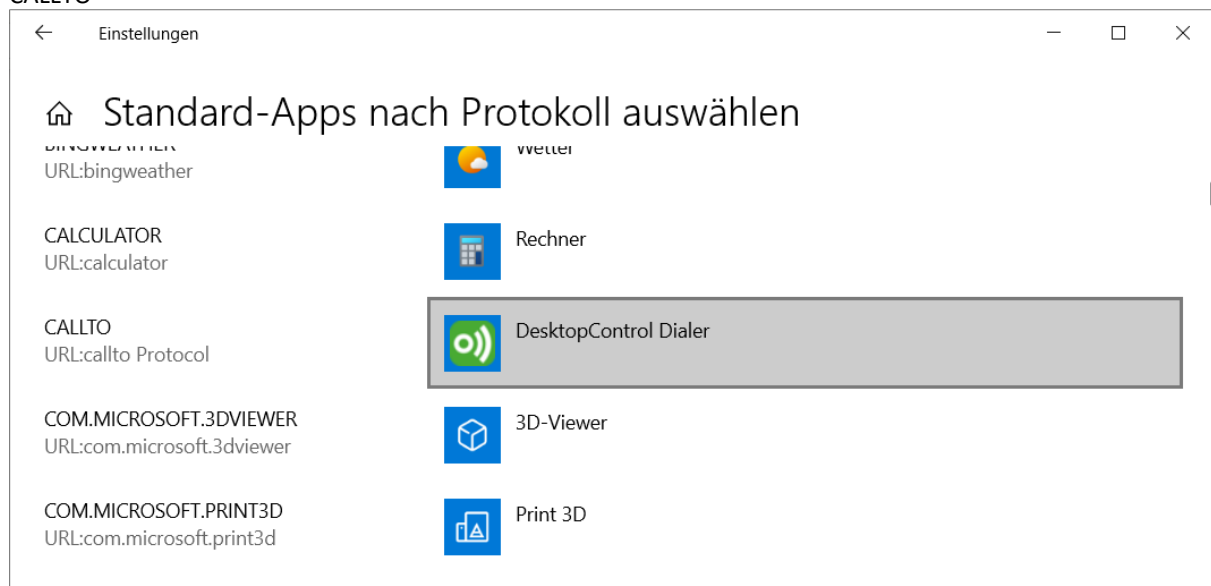 CALLTO
Einstellungen
Standard-Apps nach Protokoll auswählen
BINGWEATHER
Wetter
URL:bingweather
CALCULATOR
Rechner
URL:calculator
CALLTO
DesktopControl Dialer
URL:callto Protocol
COM.MICROSOFT.3DVIEWER
3D-Viewer
URL:com.microsoft.3dviewer
COM.MICROSOFT.PRINT3D
Print 3D
URL:com.microsoft.print3d